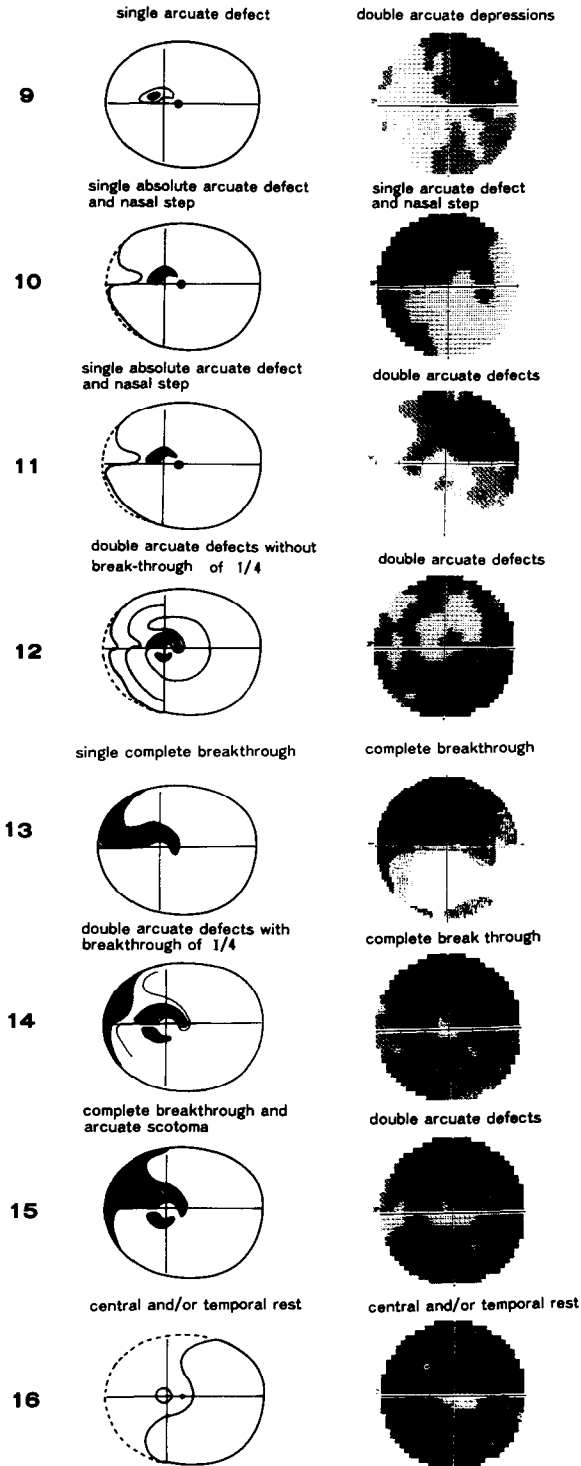 single arcuate defect
double arcuate depressions
9
single absolute arcuate defect
and nasal step
single arcuate defect
and nasal step
10
single absolute arcuate defect
and nasal step
double arcuate defects
11
double arcuate defects without
break-through of 1/4
double arcuate defects
12
single complete breakthrough
complete breakthrough
13
double arcuate defects with
breakthrough of 1/4
complete break through
14
complete breakthrough and
arcuate scotoma
double arcuate defects
15
central and/or temporal rest
central and/or temporal rest
16